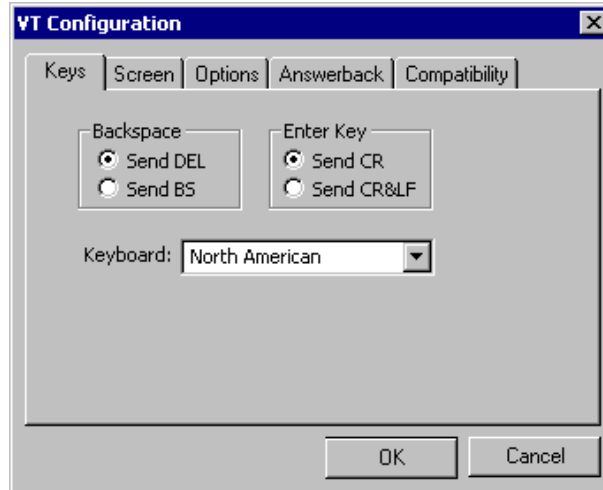 VT Configuration
Keys Screen Options Answerback Compatibility
Backspace Enter Key
Send DEL Send CR
Send BS Send CR&LF
Keyboard: North American
OK Cancel